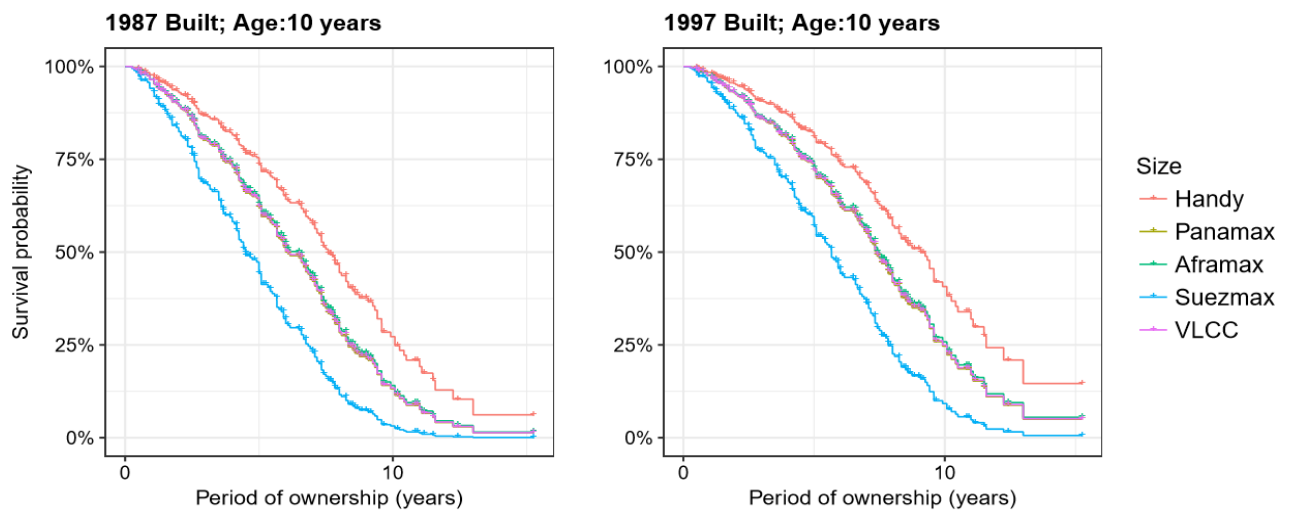 1987 Built; Age:10 years
100%
75%
50%
25%
0%
Survival probability
0
10
Period of ownership (years)
1997 Built; Age:10 years
100%
75%
50%
25%
0%
0
10
Period of ownership (years)
Size
Handy
Panamax
Aframax
Suezmax
VLCC